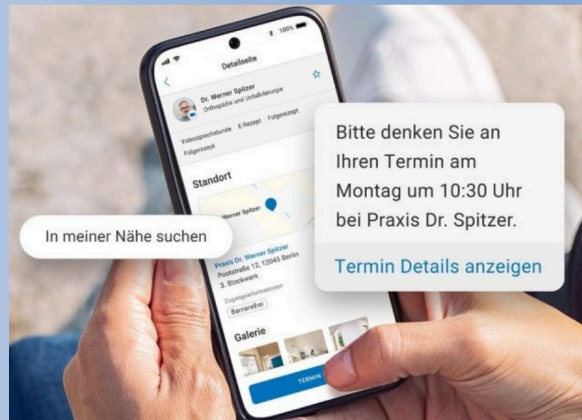 100%
Detailseite
Dr. Werner Spitzer
Orthopädie und Unfallchirurgie
Videosprechstunde E-Rezept Folgerezept
Folgerezept
Standort
Werner Spitzer
In meiner Nähe suchen
Praxis Dr. Werner Spitzer
Poststraße 12, 12045 Berlin
3. Stockwerk
Zugangsinformationen
Barrierefrei
Galerie
TERMIN
Bitte denken Sie an
Ihren Termin am
Montag um 10:30 Uhr
bei Praxis Dr. Spitzer.
Termin Details anzeigen